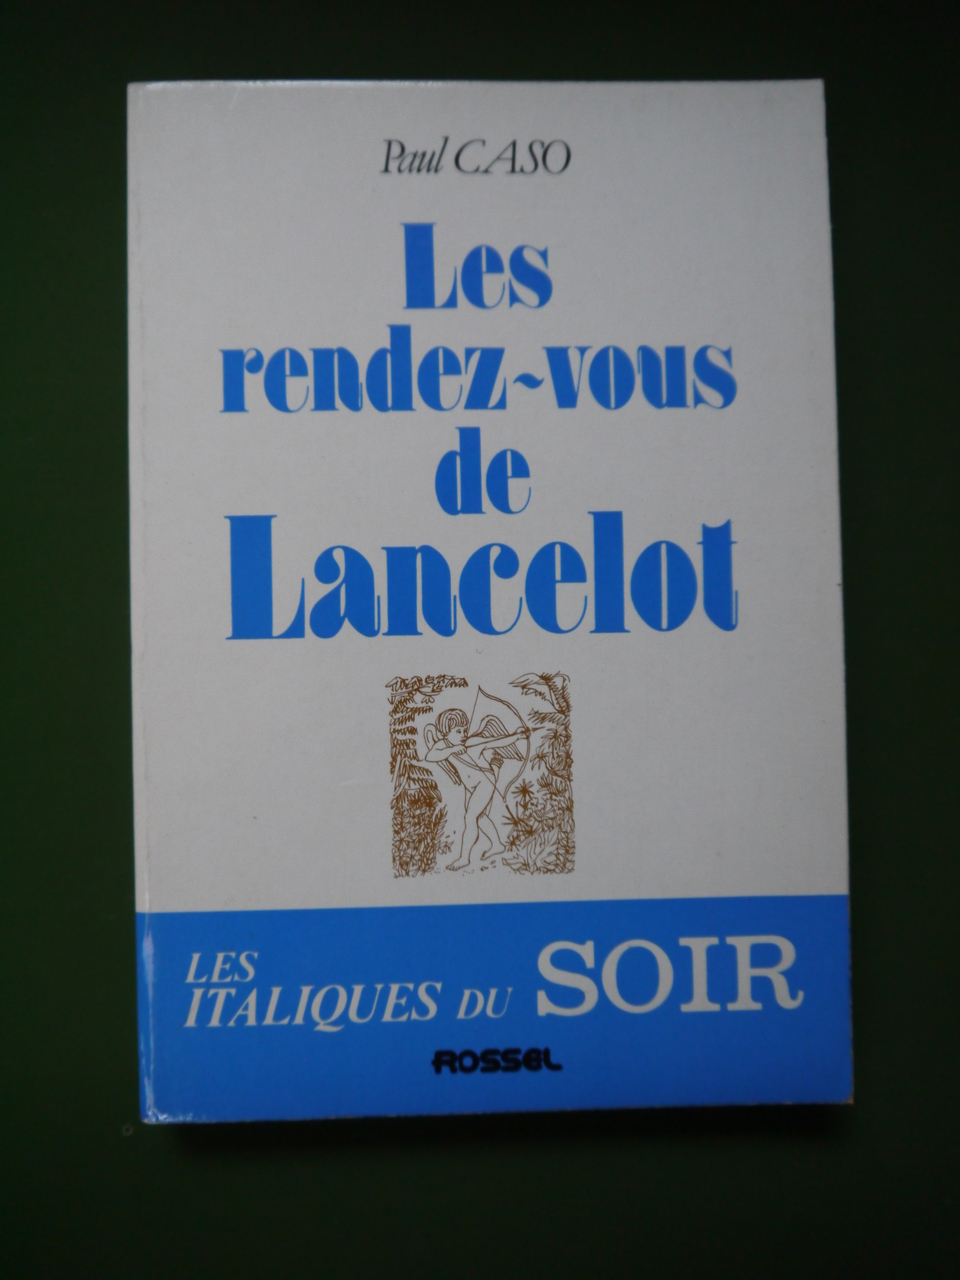 Paul CASO
Les
rendez-vous
de
Lancelot
LES
ITALIQUES DU SOIR
ROSSEL